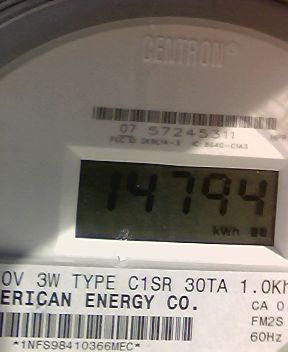 CENTRON®
07 57245311
14794
kWh
0V 3W TYPE C1SR 30TA 1.0Kh
ERICAN ENERGY CO.
CA 0
FM2S
60Hz
*1NFS98410366MEC*